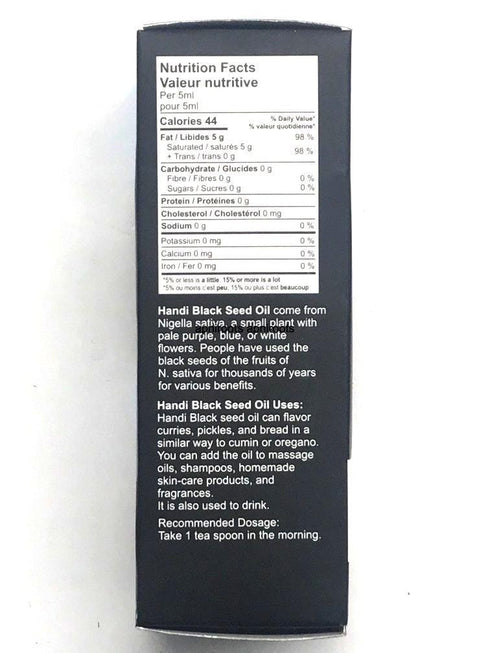 Nutrition Facts
Valeur nutritive
Per 5ml
pour 5ml
Calories 44
% Daily Value*
% valeur quotidienne*
Fat / Libides 5 g 98 %
Saturated / saturés 5 g
+ Trans / trans 0 g 98 %
Carbohydrate / Glucides 0 g
Fibre / Fibres 0 g 0 %
Sugars / Sucres 0 g 0 %
Protein / Protéines 0 g
Cholesterol / Cholestérol 0 mg
Sodium 0 g 0 %
Potassium 0 mg 0 %
Calcium 0 mg 0 %
Iron / Fer 0 mg 0 %
*5% or less is a little, 15% or more is a lot
*5% ou moins c'est peu, 15% ou plus c'est beaucoup
Handi Black Seed Oil come from
Nigella sativa, a small plant with
pale purple, blue, or white
flowers. People have used the
black seeds of the fruits of
N. sativa for thousands of years
for various benefits.
Handi Black Seed Oil Uses:
Handi Black seed oil can flavor
curries, pickles, and bread in a
similar way to cumin or oregano.
You can add the oil to massage
oils, shampoos, homemade
skin-care products, and
fragrances.
It is also used to drink.
Recommended Dosage:
Take 1 tea spoon in the morning.